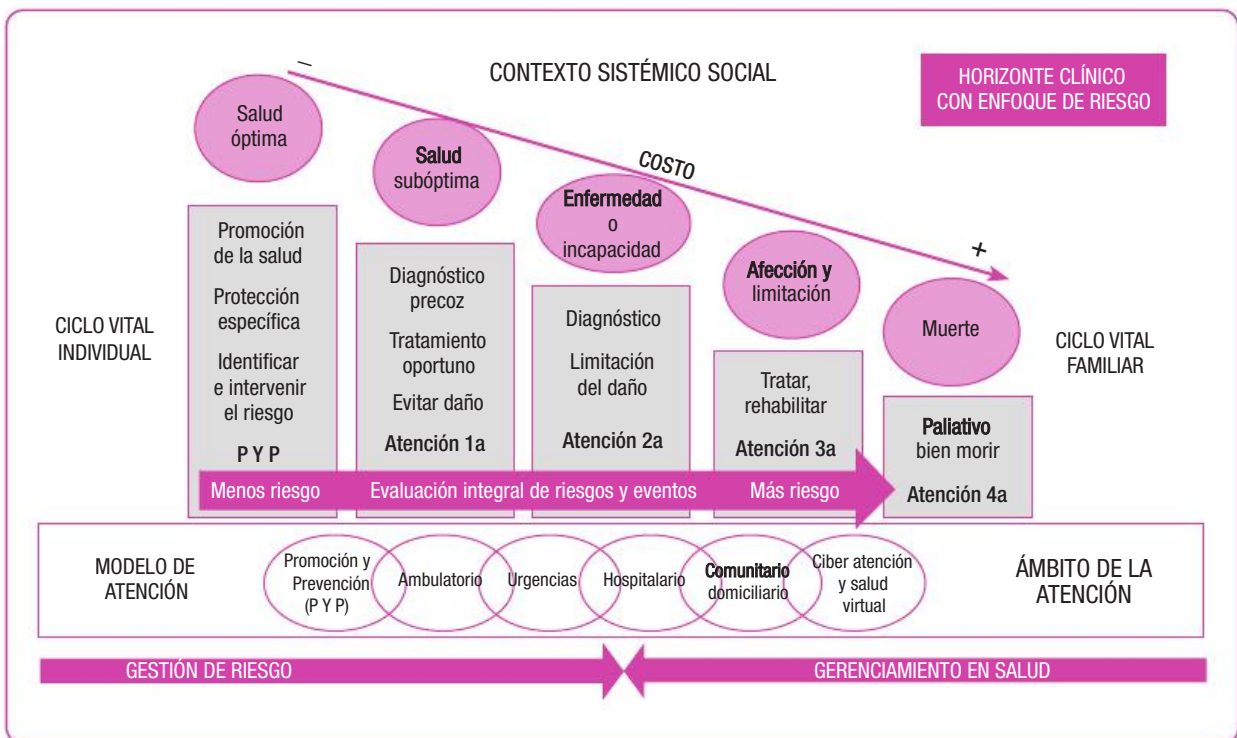 CONTEXTO SISTÉMICO SOCIAL
HORIZONTE CLÍNICO
CON ENFOQUE DE RIESGO
–
COSTO
+
Salud
óptima
Salud
subóptima
Enfermedad
o
incapacidad
Afección y
limitación
Muerte
CICLO VITAL
INDIVIDUAL
Promoción
de la salud
Protección
específica
Identificar
e intervenir
el riesgo
P Y P
Diagnóstico
precoz
Tratamiento
oportuno
Evitar daño
Atención 1a
Diagnóstico
Limitación
del daño
Atención 2a
Tratar,
rehabilitar
Atención 3a
Paliativo
bien morir
Atención 4a
CICLO VITAL
FAMILIAR
Menos riesgo
Evaluación integral de riesgos y eventos
Más riesgo
MODELO DE
ATENCIÓN
Promoción y
Prevención
(P Y P)
Ambulatorio
Urgencias
Hospitalario
Comunitario
domiciliario
Ciber atención
y salud
virtual
ÁMBITO DE LA
ATENCIÓN
GESTIÓN DE RIESGO
GERENCIAMIENTO EN SALUD